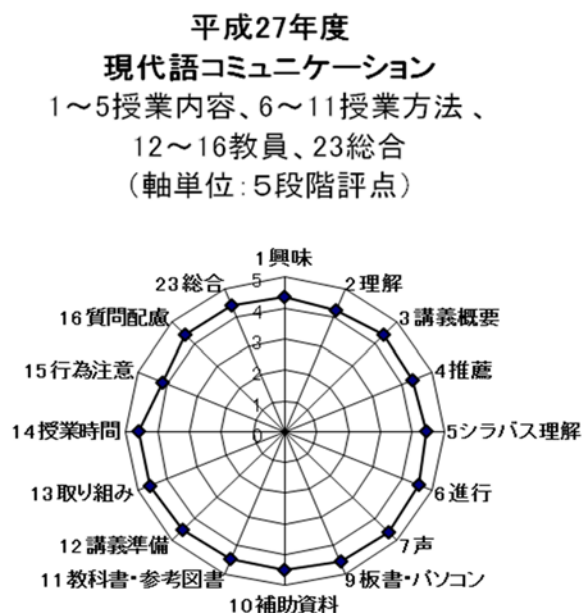 平成27年度
現代語コミュニケーション
1～5授業内容、6～11授業方法、
12～16教員、23総合
（軸単位：5段階評点）
1興味
2理解
3講義概要
4推薦
5シラバス理解
6進行
7声
9板書・パソコン
10補助資料
11教科書・参考図書
12講義準備
13取り組み
14授業時間
15行為注意
16質問配慮
23総合
5
4
3
2
1
0